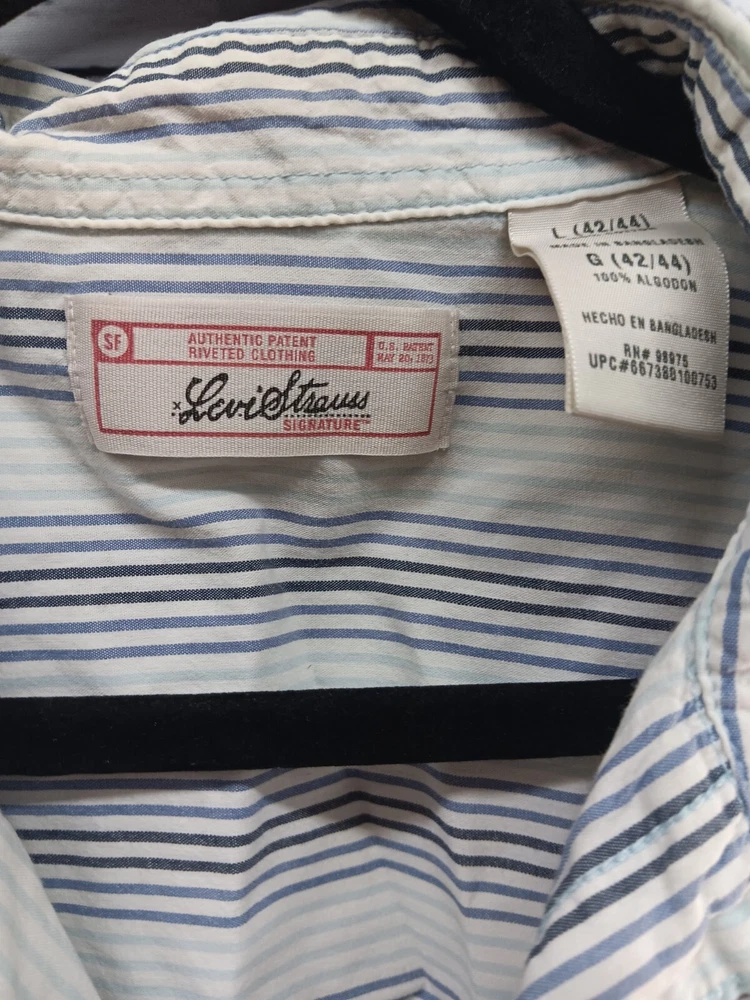 SF
AUTHENTIC PATENT
RIVETED CLOTHING
U.S. PATENT
MAY 20, 1873
x Levi Strauss
SIGNATURE™
L (42/44)
MADE IN BANGLADESH
G (42/44)
100% ALGODON
HECHO EN BANGLADESH
RN# 98975
UPC#667388100753